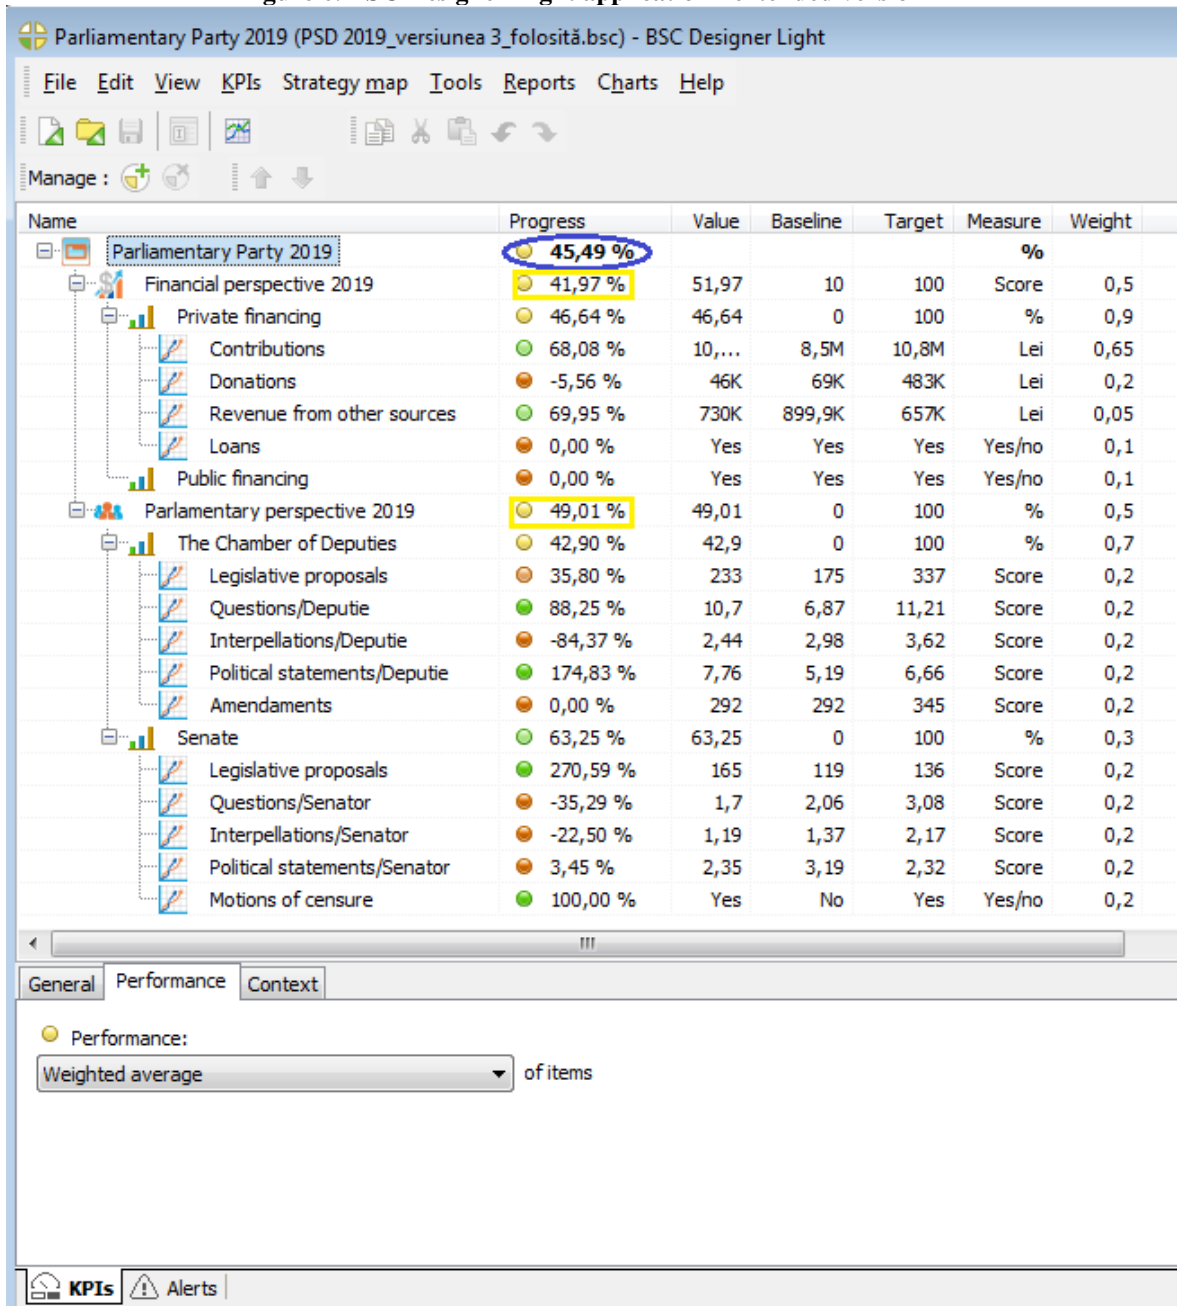 Parliamentary Party 2019 (PSD 2019_versiunea 3_folosită.bsc) - BSC Designer Light
File Edit View KPIs Strategy map Tools Reports Charts Help
Manage :
Name Progress Value Baseline Target Measure Weight
Parliamentary Party 2019 45,49 % %
Financial perspective 2019 41,97 % 51,97 10 100 Score 0,5
Private financing 46,64 % 46,64 0 100 % 0,9
Contributions 68,08 % 10,... 8,5M 10,8M Lei 0,65
Donations -5,56 % 46K 69K 483K Lei 0,2
Revenue from other sources 69,95 % 730K 899,9K 657K Lei 0,05
Loans 0,00 % Yes Yes Yes Yes/no 0,1
Public financing 0,00 % Yes Yes Yes Yes/no 0,1
Parlamentary perspective 2019 49,01 % 49,01 0 100 % 0,5
The Chamber of Deputies 42,90 % 42,9 0 100 % 0,7
Legislative proposals 35,80 % 233 175 337 Score 0,2
Questions/Deputie 88,25 % 10,7 6,87 11,21 Score 0,2
Interpellations/Deputie -84,37 % 2,44 2,98 3,62 Score 0,2
Political statements/Deputie 174,83 % 7,76 5,19 6,66 Score 0,2
Amendaments 0,00 % 292 292 345 Score 0,2
Senate 63,25 % 63,25 0 100 % 0,3
Legislative proposals 270,59 % 165 119 136 Score 0,2
Questions/Senator -35,29 % 1,7 2,06 3,08 Score 0,2
Interpellations/Senator -22,50 % 1,19 1,37 2,17 Score 0,2
Political statements/Senator 3,45 % 2,35 3,19 2,32 Score 0,2
Motions of censure 100,00 % Yes No Yes Yes/no 0,2
General Performance Context
Performance:
Weighted average of items
KPIs Alerts